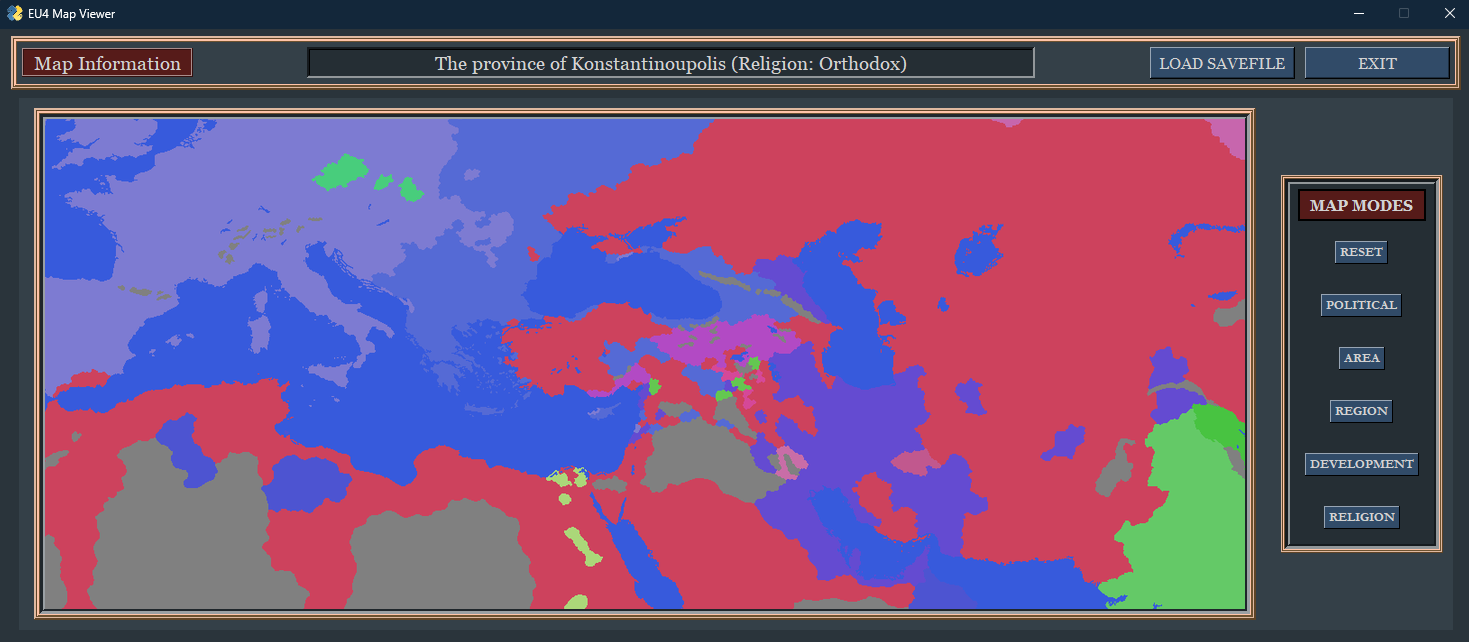 EU4 Map Viewer
Map Information
The province of Konstantinoupolis (Religion: Orthodox)
LOAD SAVEFILE
EXIT
MAP MODES
RESET
POLITICAL
AREA
REGION
DEVELOPMENT
RELIGION